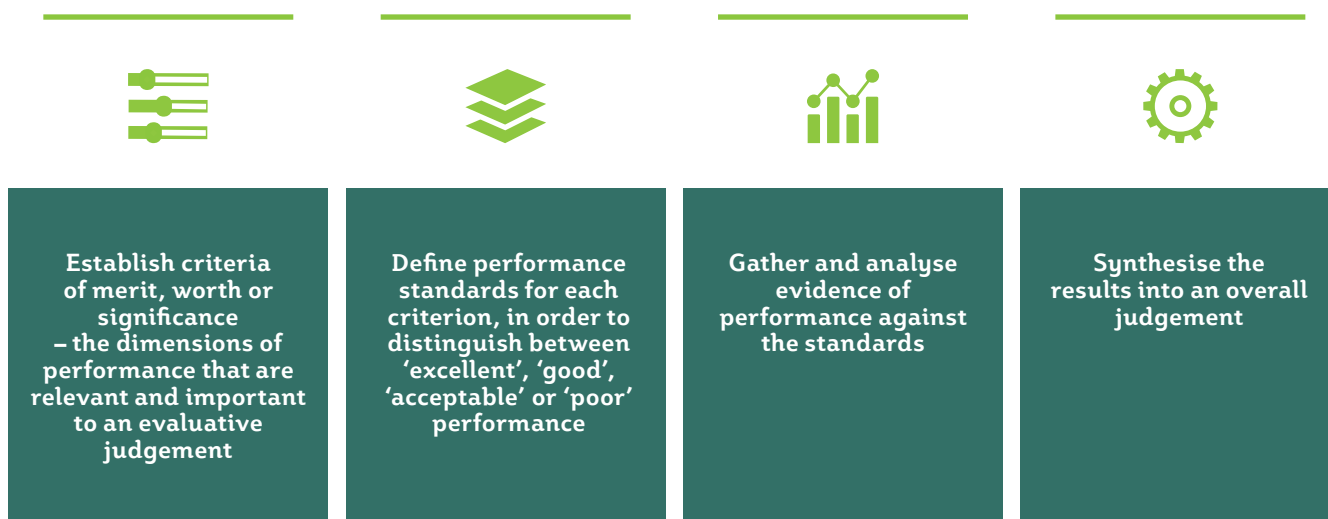 Establish criteria
of merit, worth or
significance
– the dimensions of
performance that are
relevant and important
to an evaluative
judgement
Define performance
standards for each
criterion, in order to
distinguish between
‘excellent’, ‘good’,
‘acceptable’ or ‘poor’
performance
Gather and analyse
evidence of
performance against
the standards
Synthesise the
results into an overall
judgement